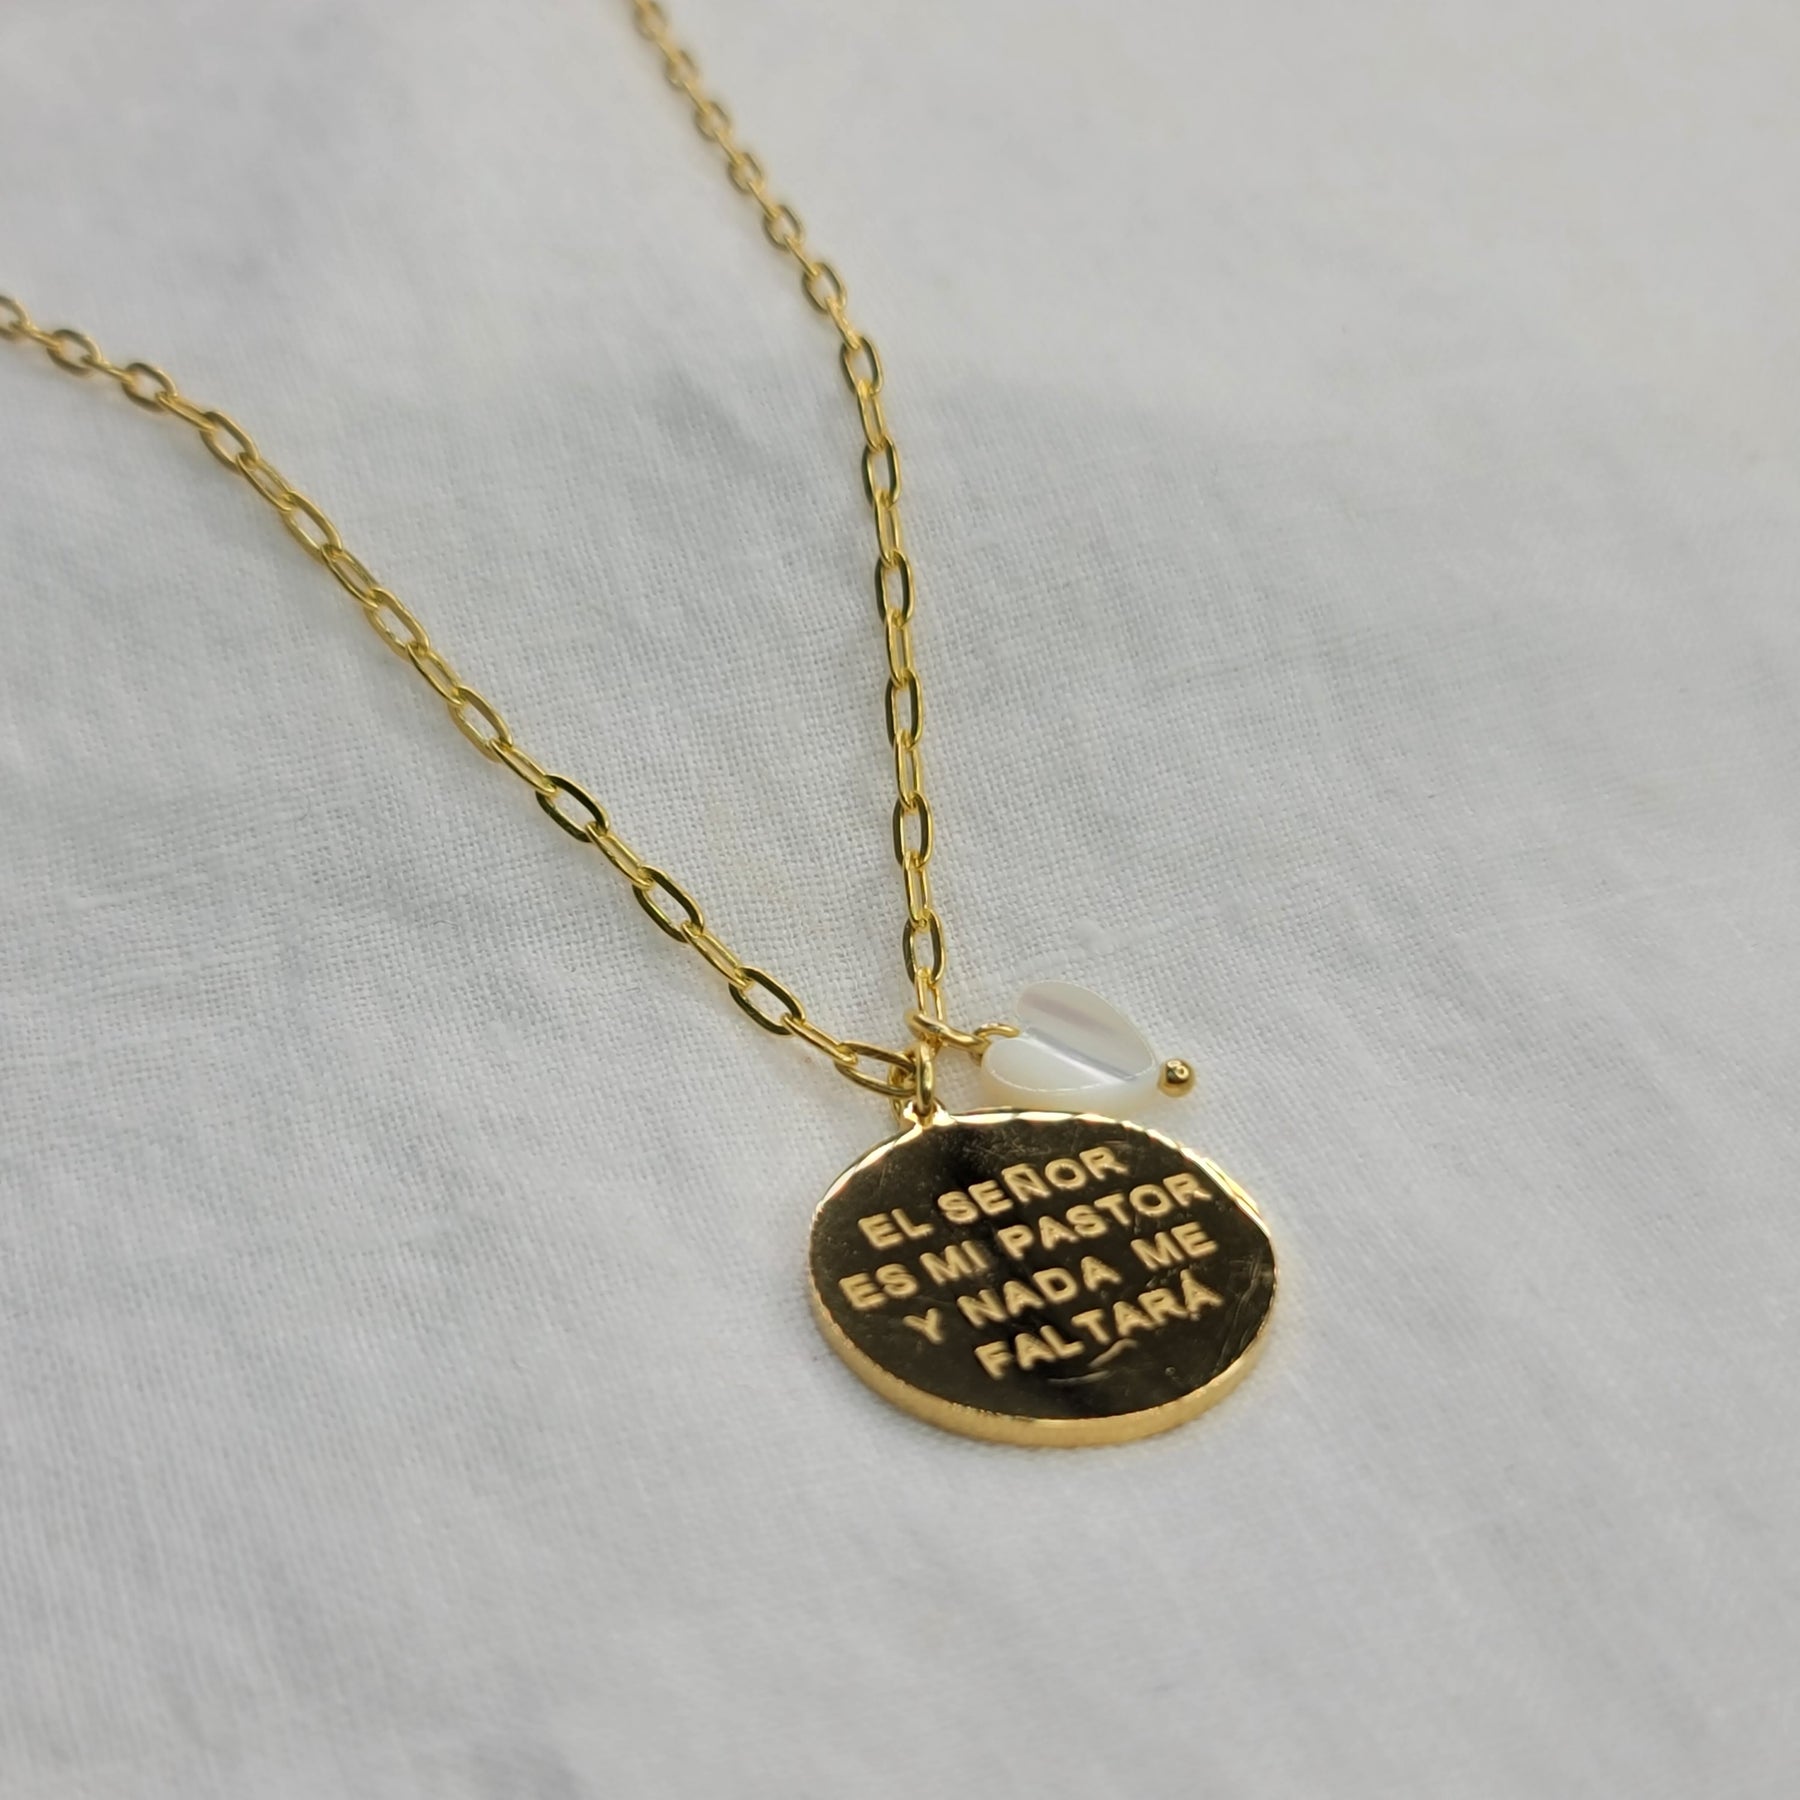 EL SEÑOR
ES MI PASTOR
Y NADA ME
FALTARÁ